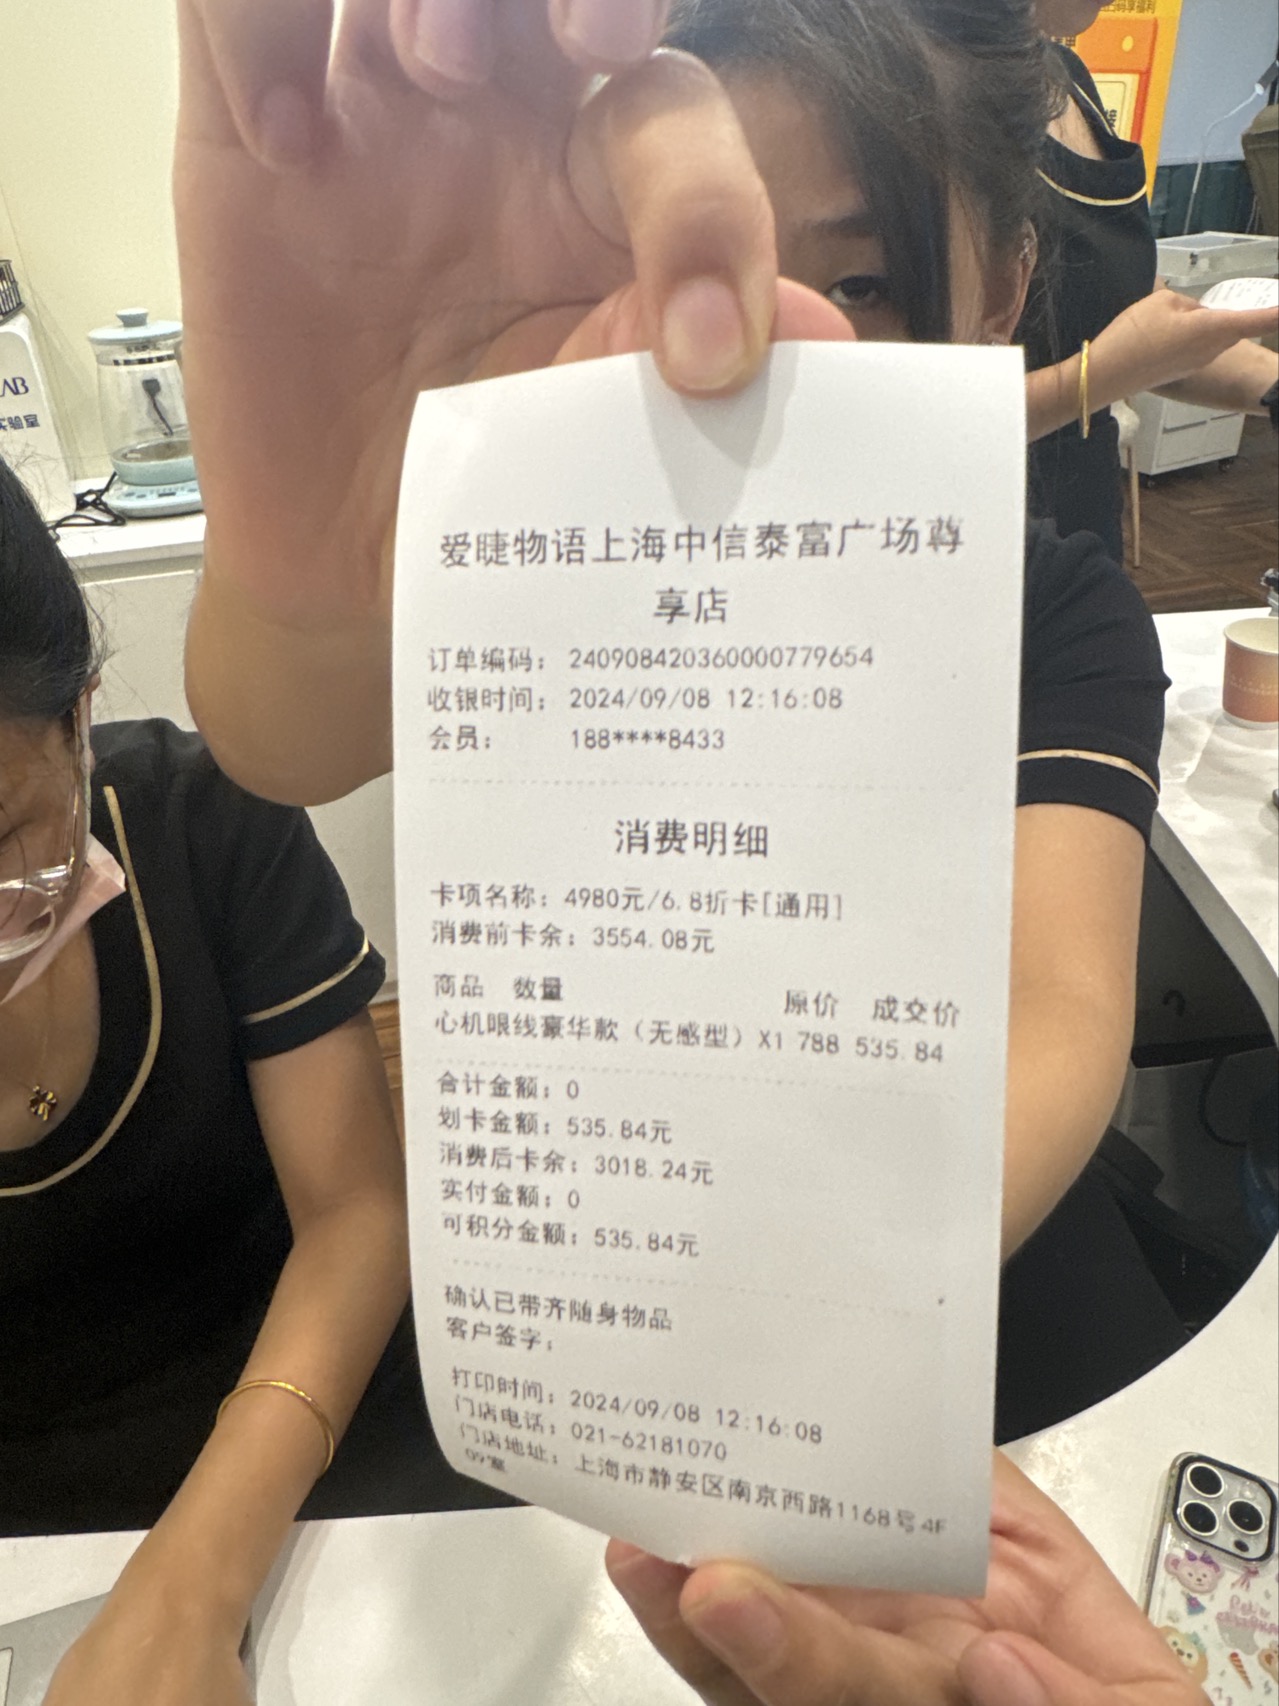 爱睫物语上海中信泰富广场尊
享店
订单编码： 240908420360000779654
收银时间： 2024/09/08 12:16:08
会员： 188****8433
消费明细
卡项名称：4980元/6.8折卡[通用]
消费前卡余：3554.08元
商品 数量 原价 成交价
心机眼线豪华款（无感型）X1 788 535.84
合计金额：0
划卡金额：535.84元
消费后卡余：3018.24元
实付金额：0
可积分金额：535.84元
确认已带齐随身物品
客户签字：
打印时间：2024/09/08 12:16:08
门店电话：021-62181070
门店地址：上海市静安区南京西路1168号4F
09室
AB
实验室